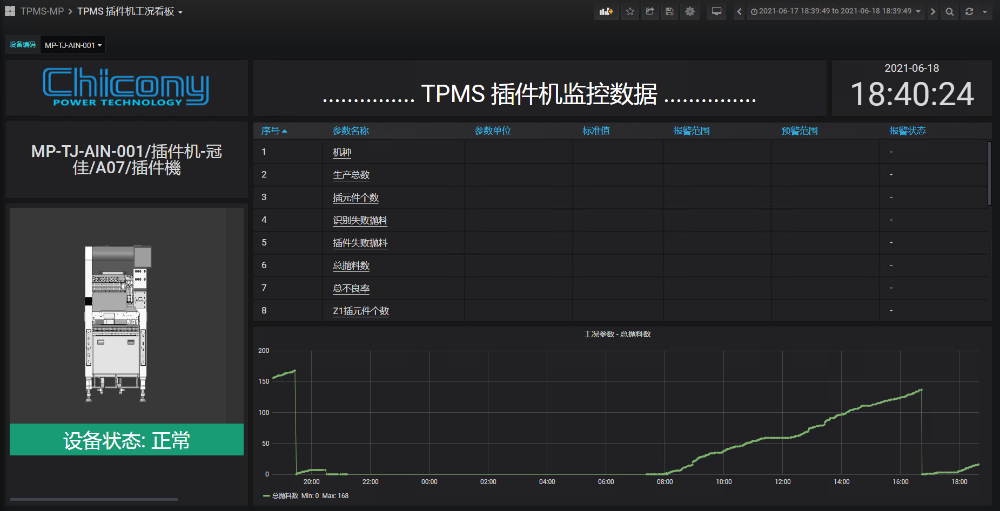 TPMS-MP > TPMS 插件机工况看板
2021-06-17 18:39:49 to 2021-06-18 18:39:49
设备编码 MP-TJ-AIN-001
Chicony
POWER TECHNOLOGY
............... TPMS 插件机监控数据 ...............
2021-06-18
18:40:24
MP-TJ-AIN-001/插件机-冠
佳/A07/插件機
设备状态: 正常
序号 参数名称 参数单位 标准值 报警范围 预警范围 报警状态
1 机种 -
2 生产总数 -
3 插元件个数 -
4 识别失败抛料 -
5 插件失败抛料 -
6 总抛料数 -
7 总不良率 -
8 Z1插元件个数 -
工况参数 - 总抛料数
200
150
100
50
0
20:00 22:00 00:00 02:00 04:00 06:00 08:00 10:00 12:00 14:00 16:00 18:00
总抛料数 Min: 0 Max: 168